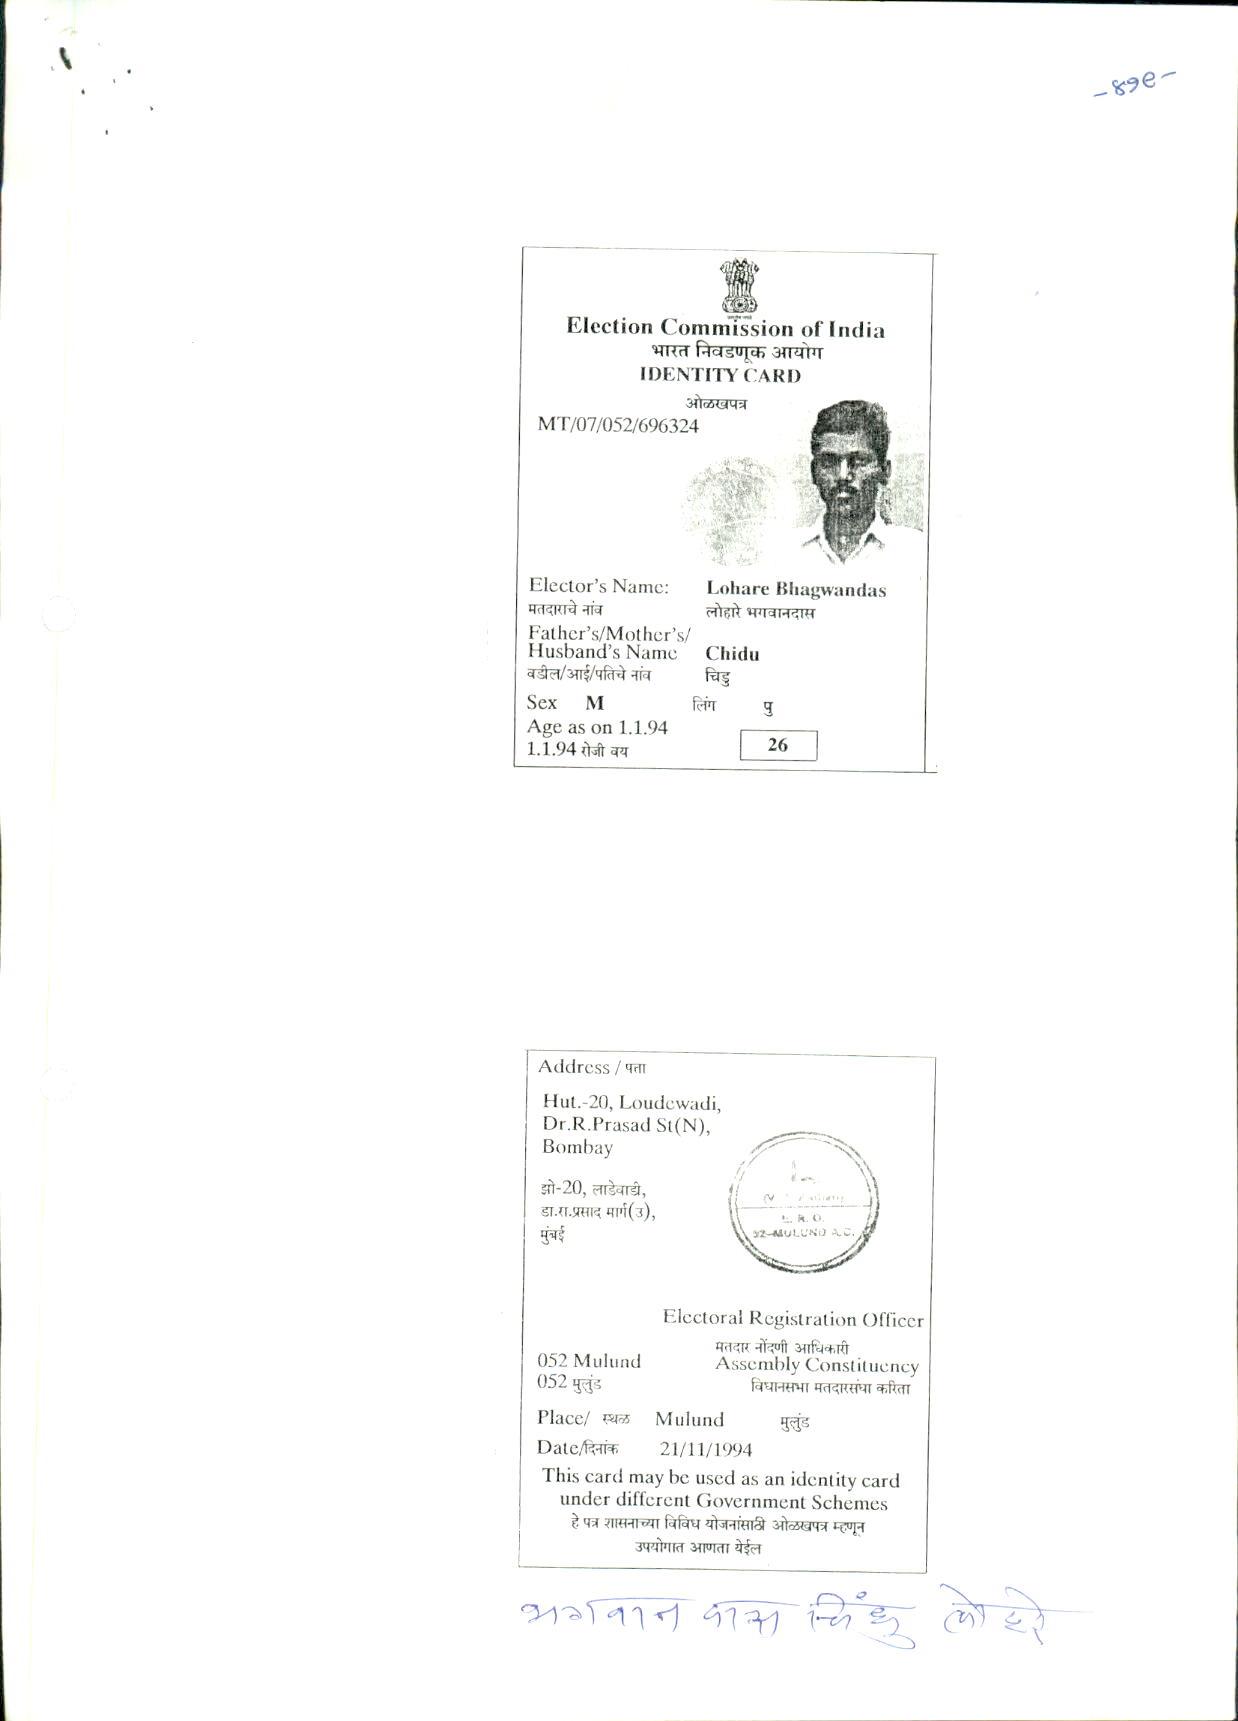 -४१९-
Election Commission of India
भारत निवडणूक आयोग
IDENTITY CARD
ओळखपत्र
MT/07/052/696324
Elector's Name: Lohare Bhagwandas
मतदाराचे नांव लोहारे भगवानदास
Father's/Mother's/
Husband's Name Chidu
वडील/आई/पतिचे नांव चिडु
Sex M लिंग पु
Age as on 1.1.94
1.1.94 रोजी वय 26
Address / पत्ता
Hut.-20, Loudewadi,
Dr.R.Prasad St(N),
Bombay
झो-20, लाडेवाडी,
डा.रा.प्रसाद मार्ग(उ),
मुंबई
E. R. O.
52-MULUND A.C.
Electoral Registration Officer
मतदार नोंदणी आधिकारी
052 Mulund Assembly Constituency
052 मुलुंड विधानसभा मतदारसंघा करिता
Place/ स्थळ Mulund मुलुंड
Date/दिनांक 21/11/1994
This card may be used as an identity card
under different Government Schemes
हे पत्र शासनाच्या विविध योजनांसाठी ओळखपत्र म्हणून
उपयोगात आणता येईल
भगवान दास चिंधु लोहरे